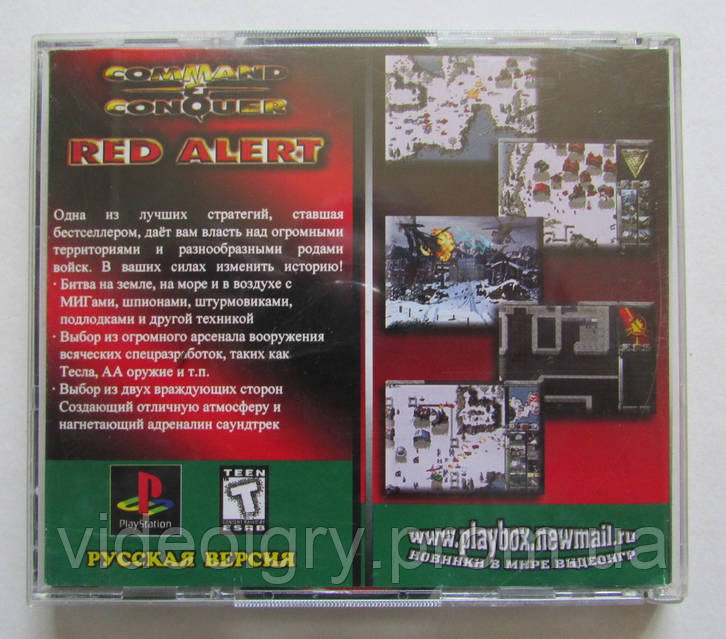 COMMAND
&
CONQUER
RED ALERT
Одна из лучших стратегий, ставшая
бестселлером, даёт вам власть над огромными
территориями и разнообразными родами
войск. В ваших силах изменить историю!
· Битва на земле, на море и в воздухе с
МИГами, шпионами, штурмовиками,
подлодками и другой техникой
· Выбор из огромного арсенала вооружения
всяческих спецразработок, таких как
Тесла, АА оружие и т.п.
· Выбор из двух враждующих сторон
Создающий отличную атмосферу и
нагнетающий адреналин саундтрек
PlayStation
TEEN
T
CONTENT RATED BY
ESRB
РУССКАЯ ВЕРСИЯ
www.playbox.newmail.ru
НОВИНКИ В МИРЕ ВИДЕОИГР
videoigry.prom.ua